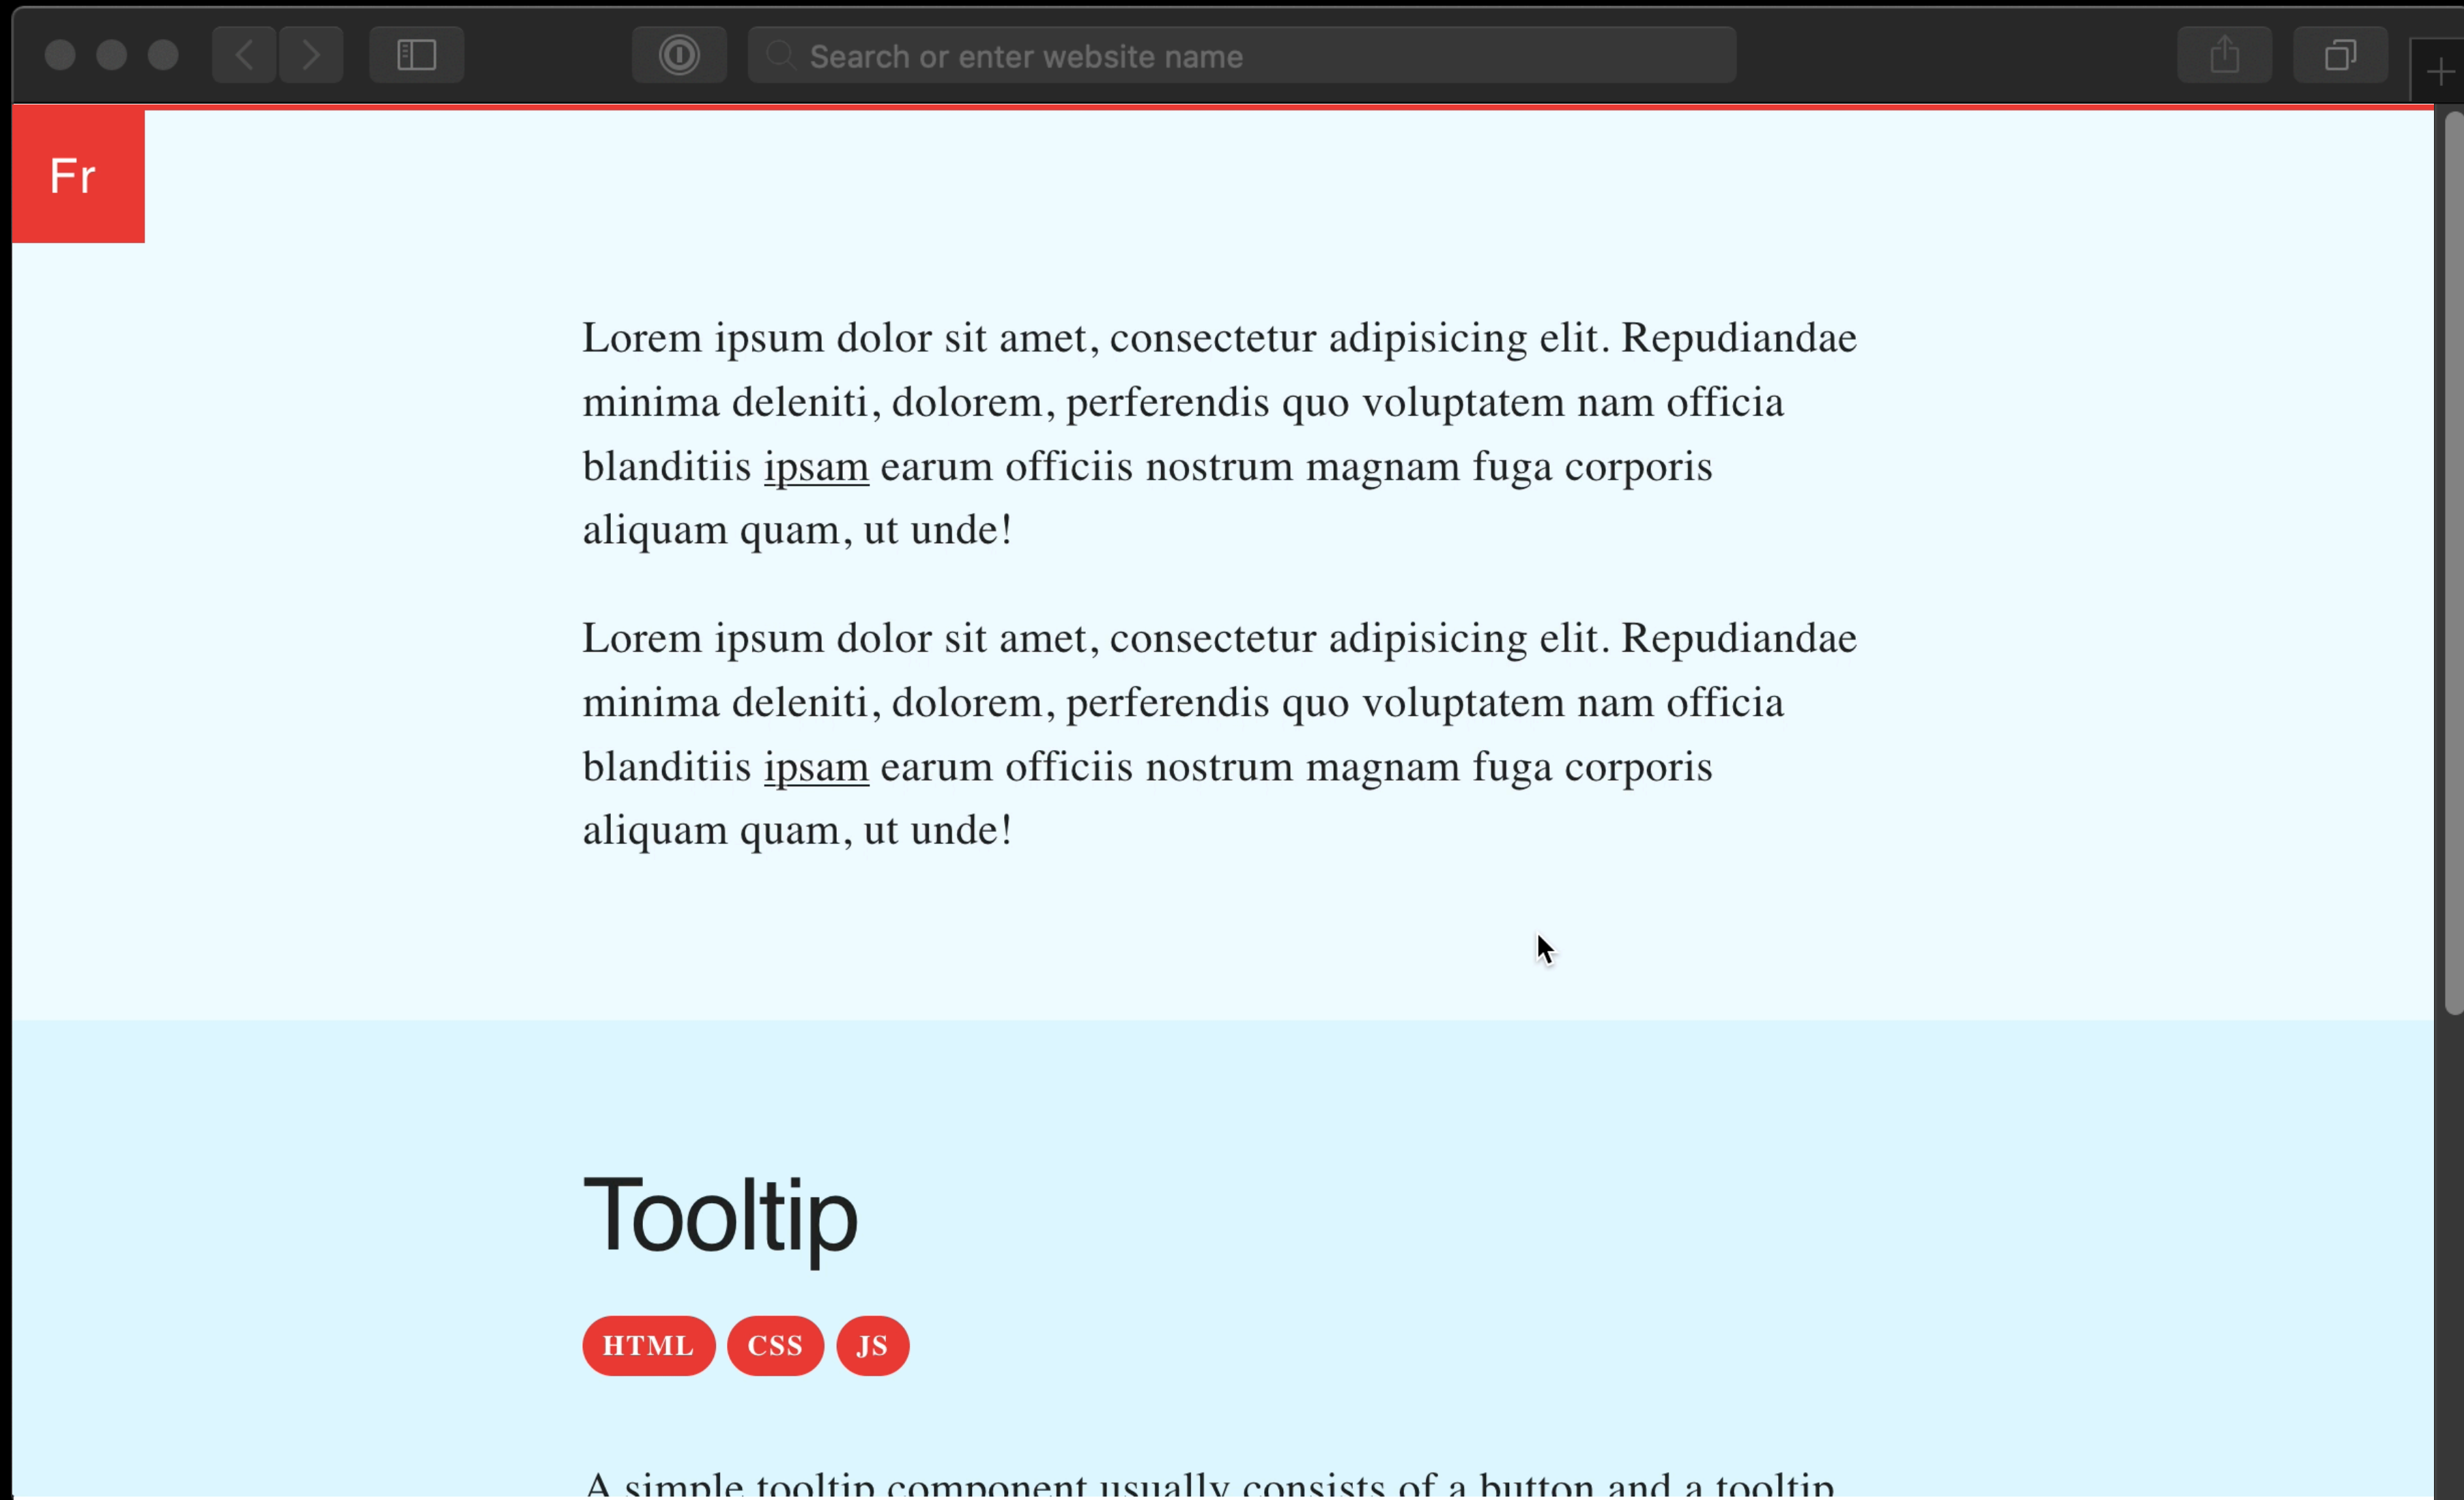 Search or enter website name
Fr
Lorem ipsum dolor sit amet, consectetur adipisicing elit. Repudiandae
minima deleniti, dolorem, perferendis quo voluptatem nam officia
blanditiis ipsam earum officiis nostrum magnam fuga corporis
aliquam quam, ut unde!
Lorem ipsum dolor sit amet, consectetur adipisicing elit. Repudiandae
minima deleniti, dolorem, perferendis quo voluptatem nam officia
blanditiis ipsam earum officiis nostrum magnam fuga corporis
aliquam quam, ut unde!
Tooltip
HTML CSS JS
A simple tooltip component usually consists of a button and a tooltip